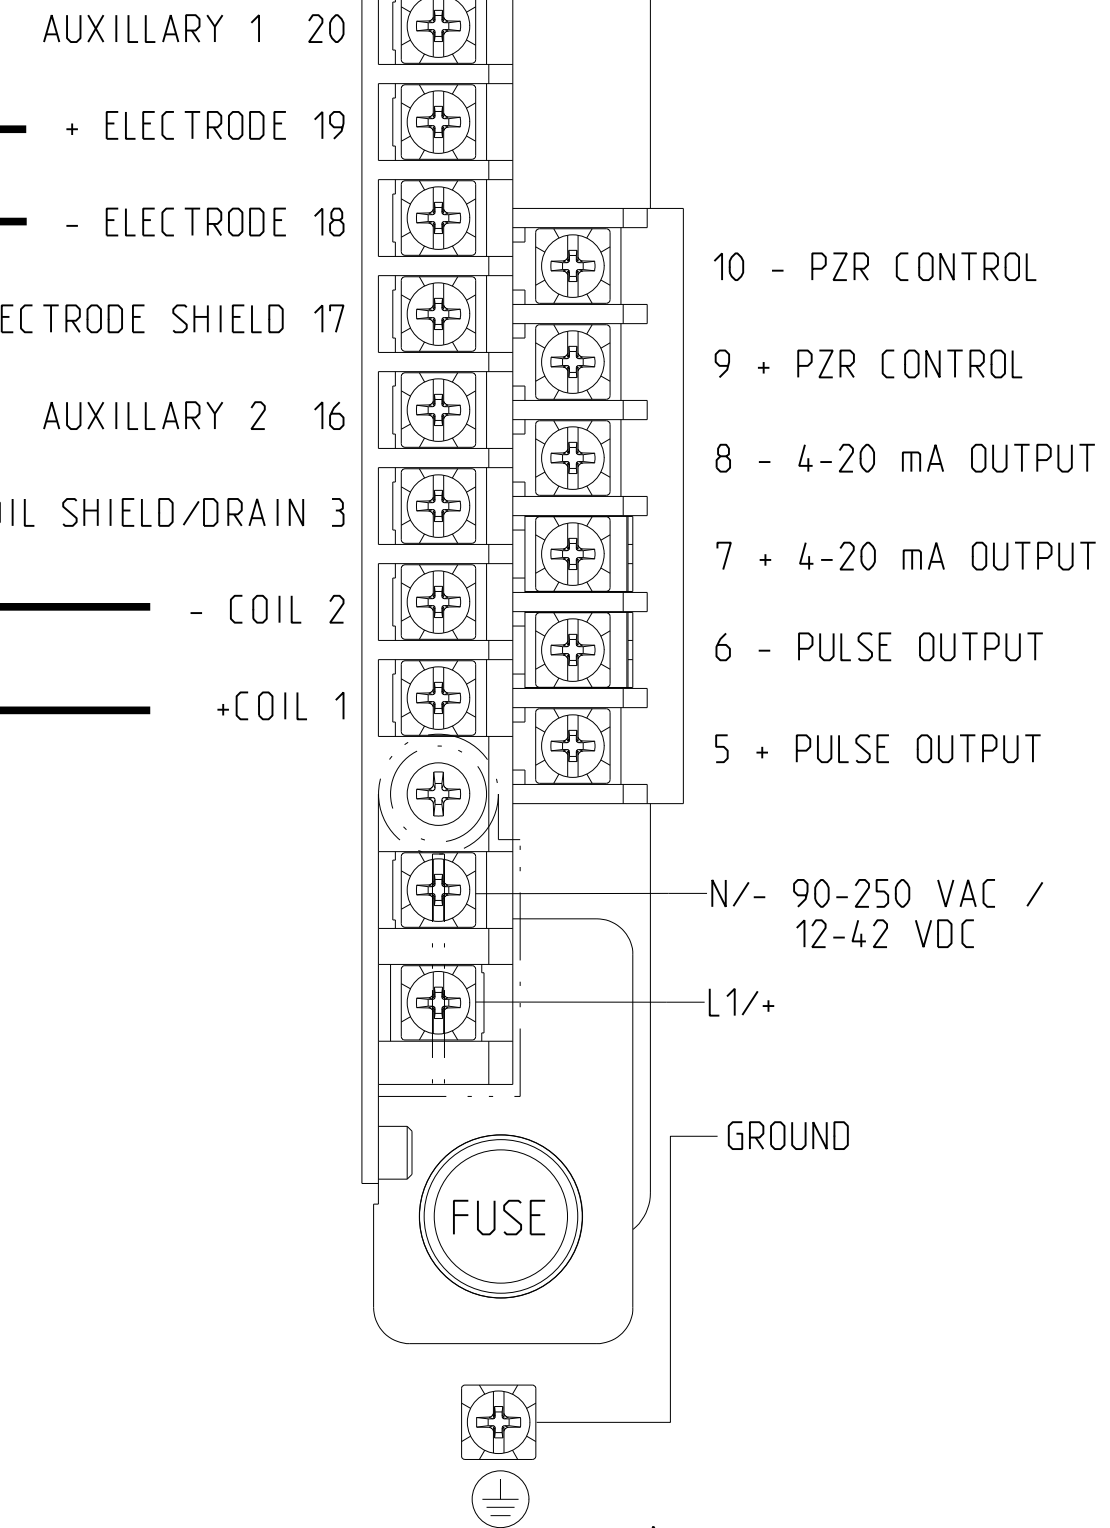 AUXILLARY 1 20
+ ELECTRODE 19
- ELECTRODE 18
ECTRODE SHIELD 17
AUXILLARY 2 16
OIL SHIELD/DRAIN 3
- COIL 2
+COIL 1
10 - PZR CONTROL
9 + PZR CONTROL
8 - 4-20 mA OUTPUT
7 + 4-20 mA OUTPUT
6 - PULSE OUTPUT
5 + PULSE OUTPUT
N/- 90-250 VAC /
12-42 VDC
L1/+
GROUND
FUSE